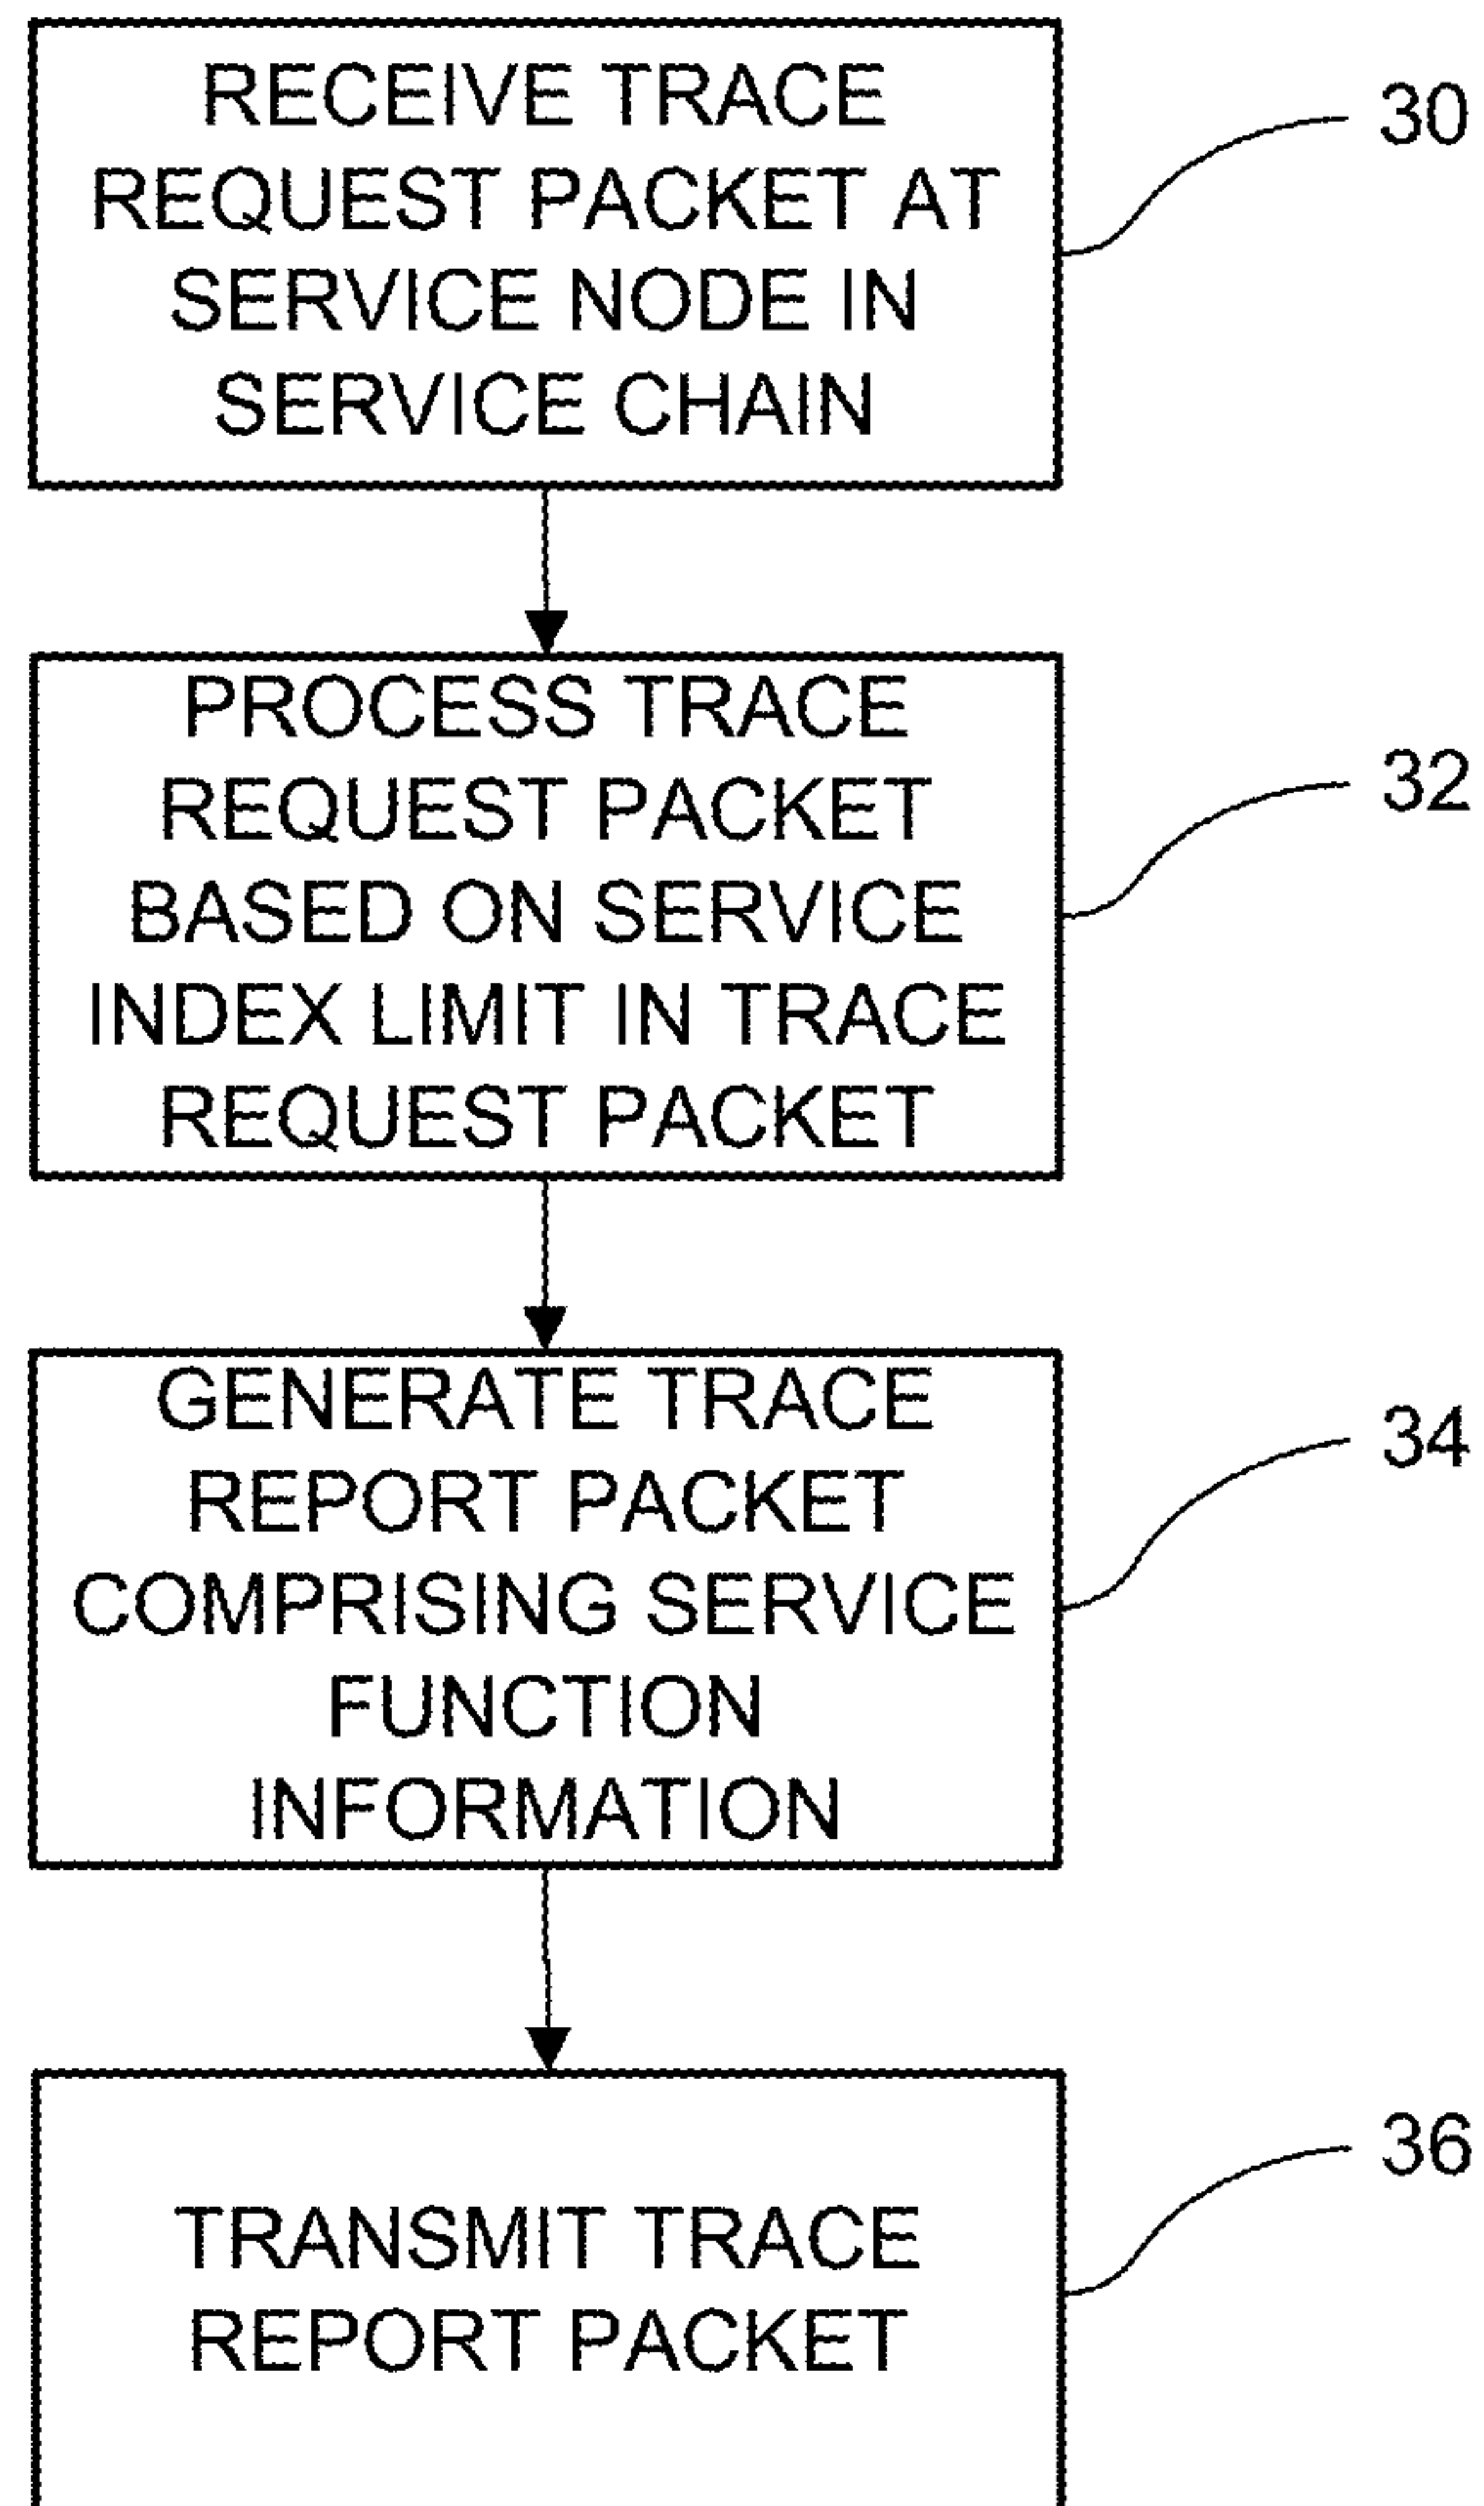 RECEIVE TRACE
REQUEST PACKET AT
SERVICE NODE IN
SERVICE CHAIN
30
PROCESS TRACE
REQUEST PACKET
BASED ON SERVICE
INDEX LIMIT IN TRACE
REQUEST PACKET
32
GENERATE TRACE
REPORT PACKET
COMPRISING SERVICE
FUNCTION
INFORMATION
34
TRANSMIT TRACE
REPORT PACKET
36